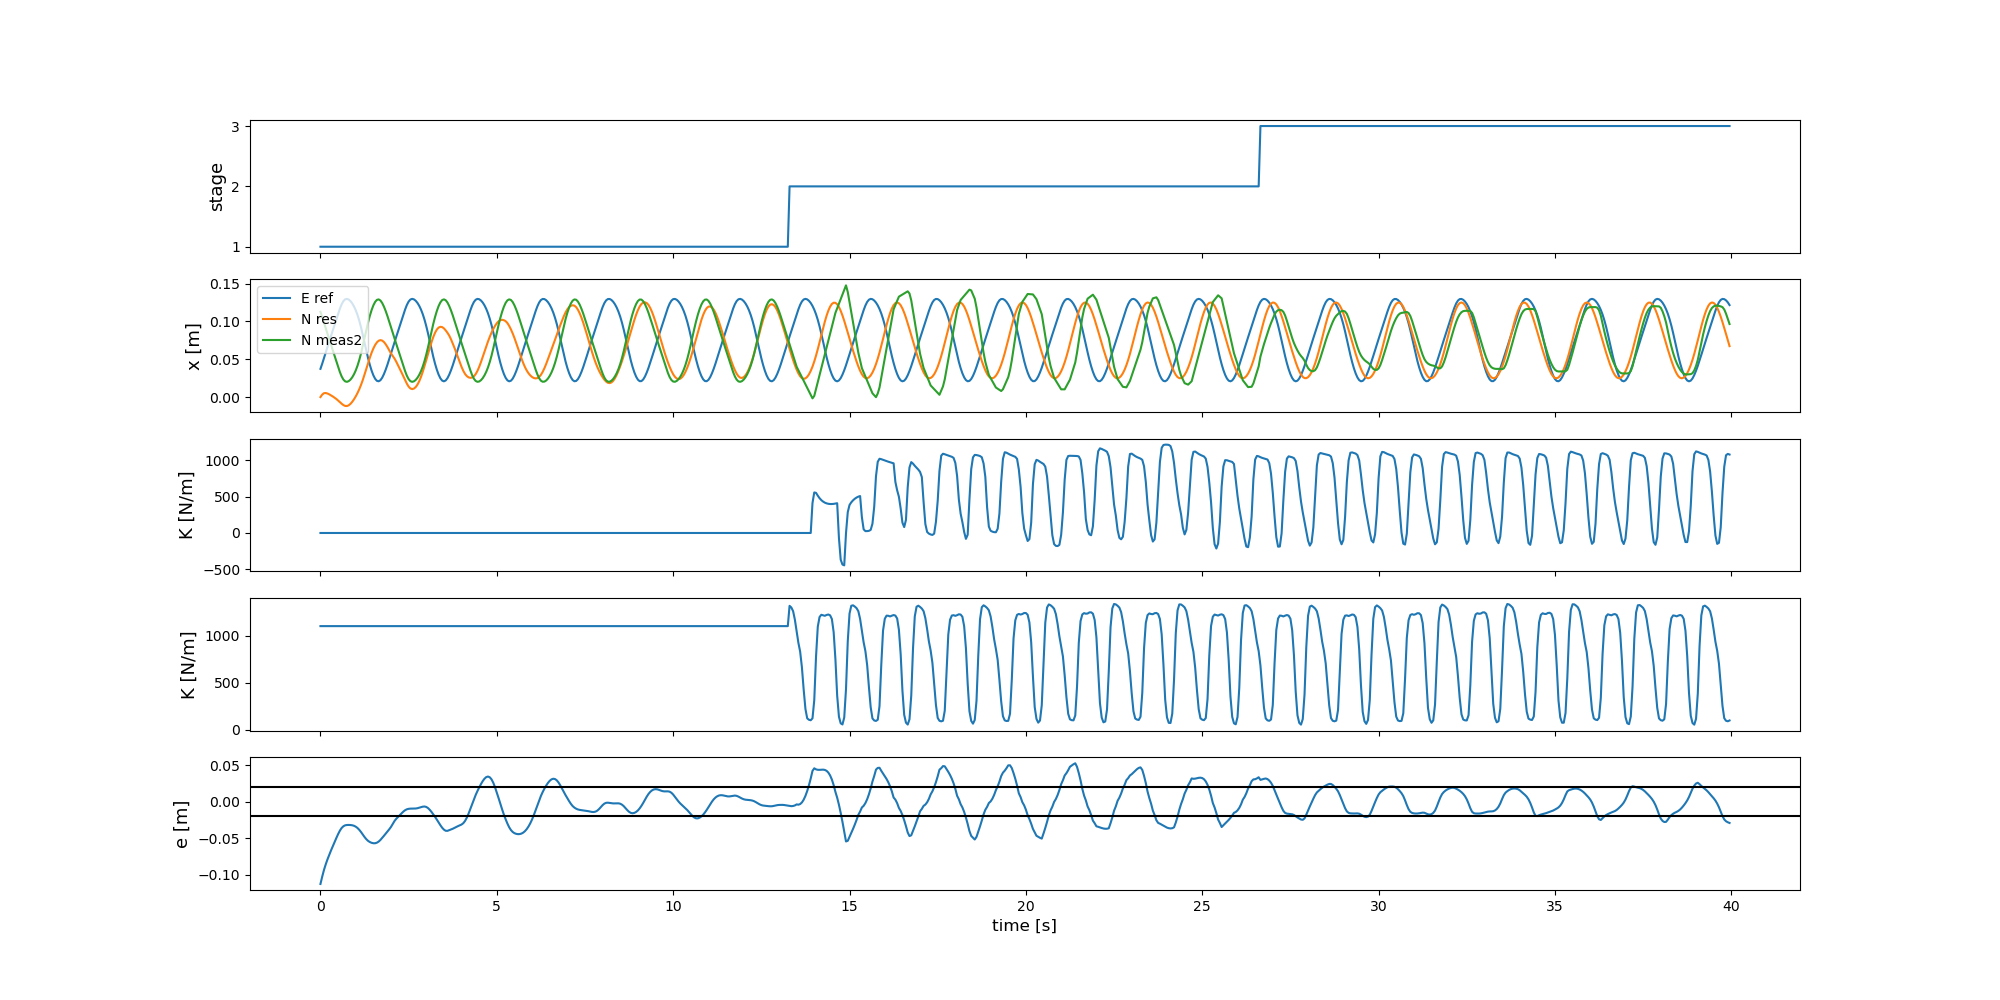 stage
3
2
1
x [m]
0.15
0.10
0.05
0.00
E ref
N res
N meas2
K [N/m]
1000
500
0
−500
K [N/m]
1000
500
0
e [m]
0.05
0.00
−0.05
−0.10
0 5 10 15 20 25 30 35 40
time [s]